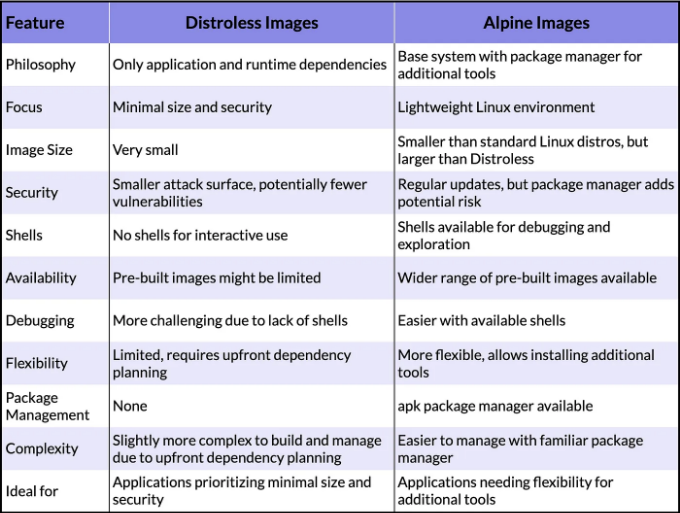 Feature Distroless Images Alpine Images
Philosophy Only application and runtime dependencies Base system with package manager for
additional tools
Focus Minimal size and security Lightweight Linux environment
Image Size Very small Smaller than standard Linux distros, but
larger than Distroless
Security Smaller attack surface, potentially fewer
vulnerabilities Regular updates, but package manager adds
potential risk
Shells No shells for interactive use Shells available for debugging and
exploration
Availability Pre-built images might be limited Wider range of pre-built images available
Debugging More challenging due to lack of shells Easier with available shells
Flexibility Limited, requires upfront dependency
planning More flexible, allows installing additional
tools
Package
Management None apk package manager available
Complexity Slightly more complex to build and manage
due to upfront dependency planning Easier to manage with familiar package
manager
Ideal for Applications prioritizing minimal size and
security Applications needing flexibility for
additional tools